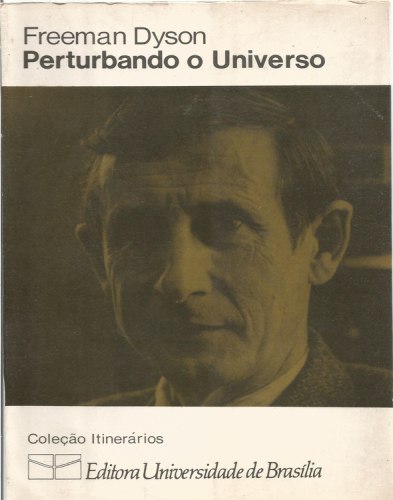 Freeman Dyson
Perturbando o Universo
Coleção Itinerários
Editora Universidade de Brasília